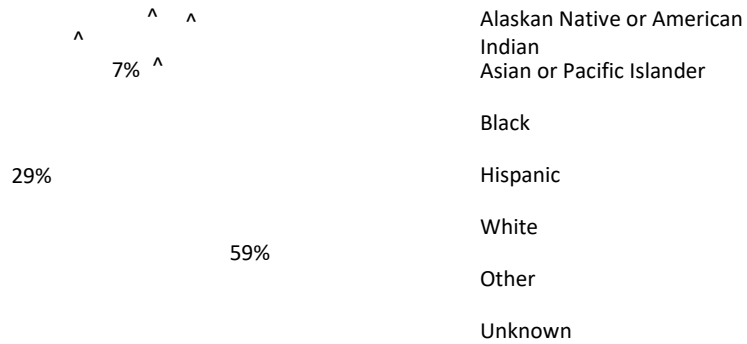 ^ ^
^
7% ^
29%
59%
Alaskan Native or American
Indian
Asian or Pacific Islander
Black
Hispanic
White
Other
Unknown